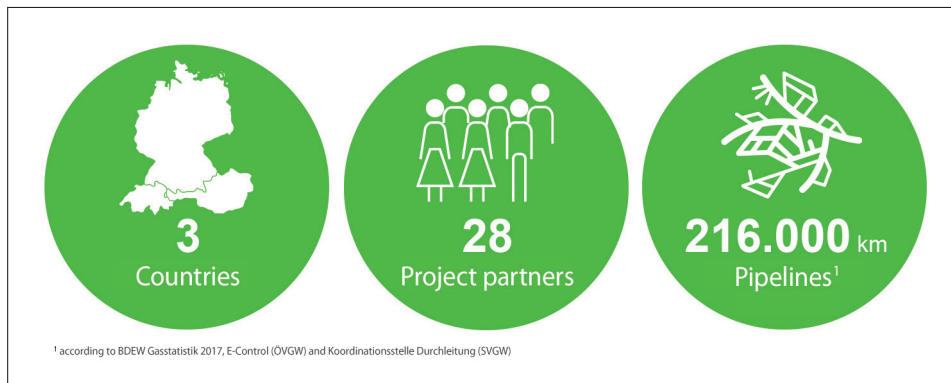 3
Countries
28
Project partners
216.000 km
Pipelines¹
¹ according to BDEW Gasstatistik 2017, E-Control (ÖVGW) and Koordinationsstelle Durchleitung (SVGW)